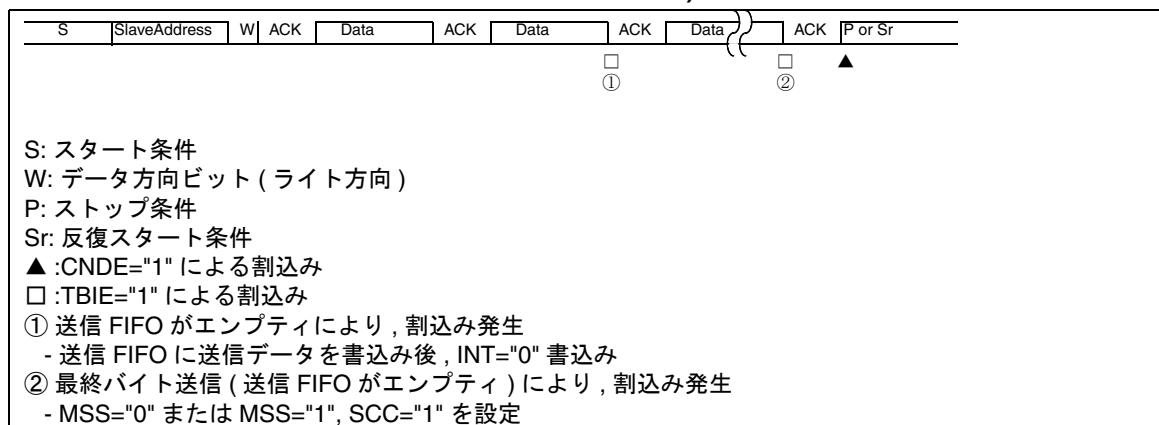 S SlaveAddress W ACK Data ACK Data ACK Data ACK P or Sr
□ □ ▲
① ②
S: スタート条件
W: データ方向ビット ( ライト方向 )
P: ストップ条件
Sr: 反復スタート条件
▲ :CNDE="1" による割込み
□ :TBIE="1" による割込み
① 送信 FIFO がエンプティにより , 割込み発生
- 送信 FIFO に送信データを書込み後 , INT="0" 書込み
② 最終バイト送信 ( 送信 FIFO がエンプティ ) により , 割込み発生
- MSS="0" または MSS="1", SCC="1" を設定